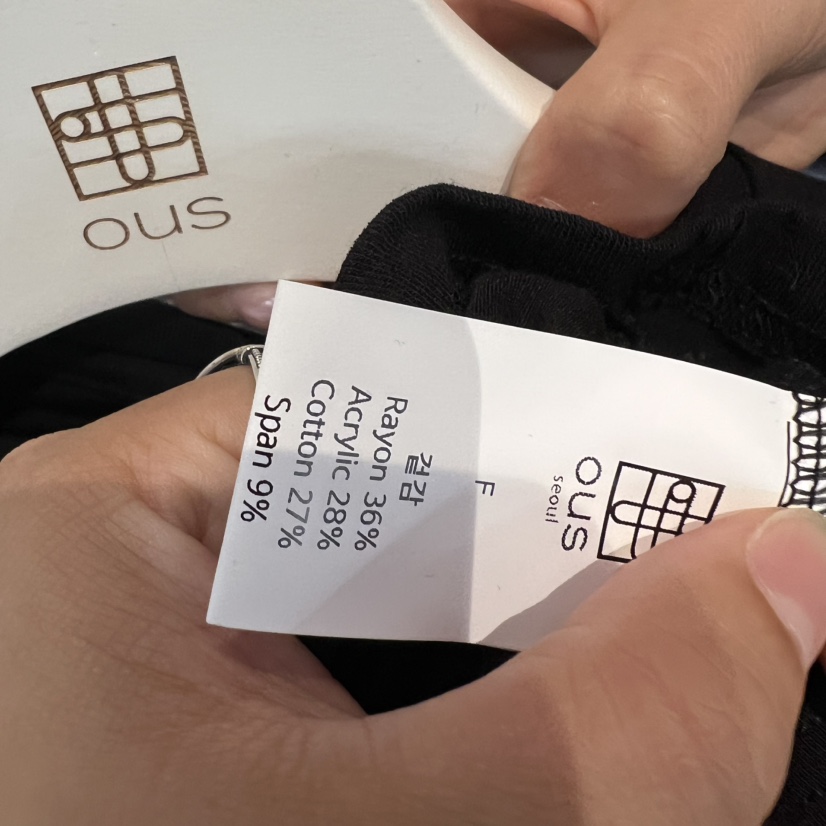 ous
ous
seoul
F
겉감
Rayon 36%
Acrylic 28%
Cotton 27%
Span 9%